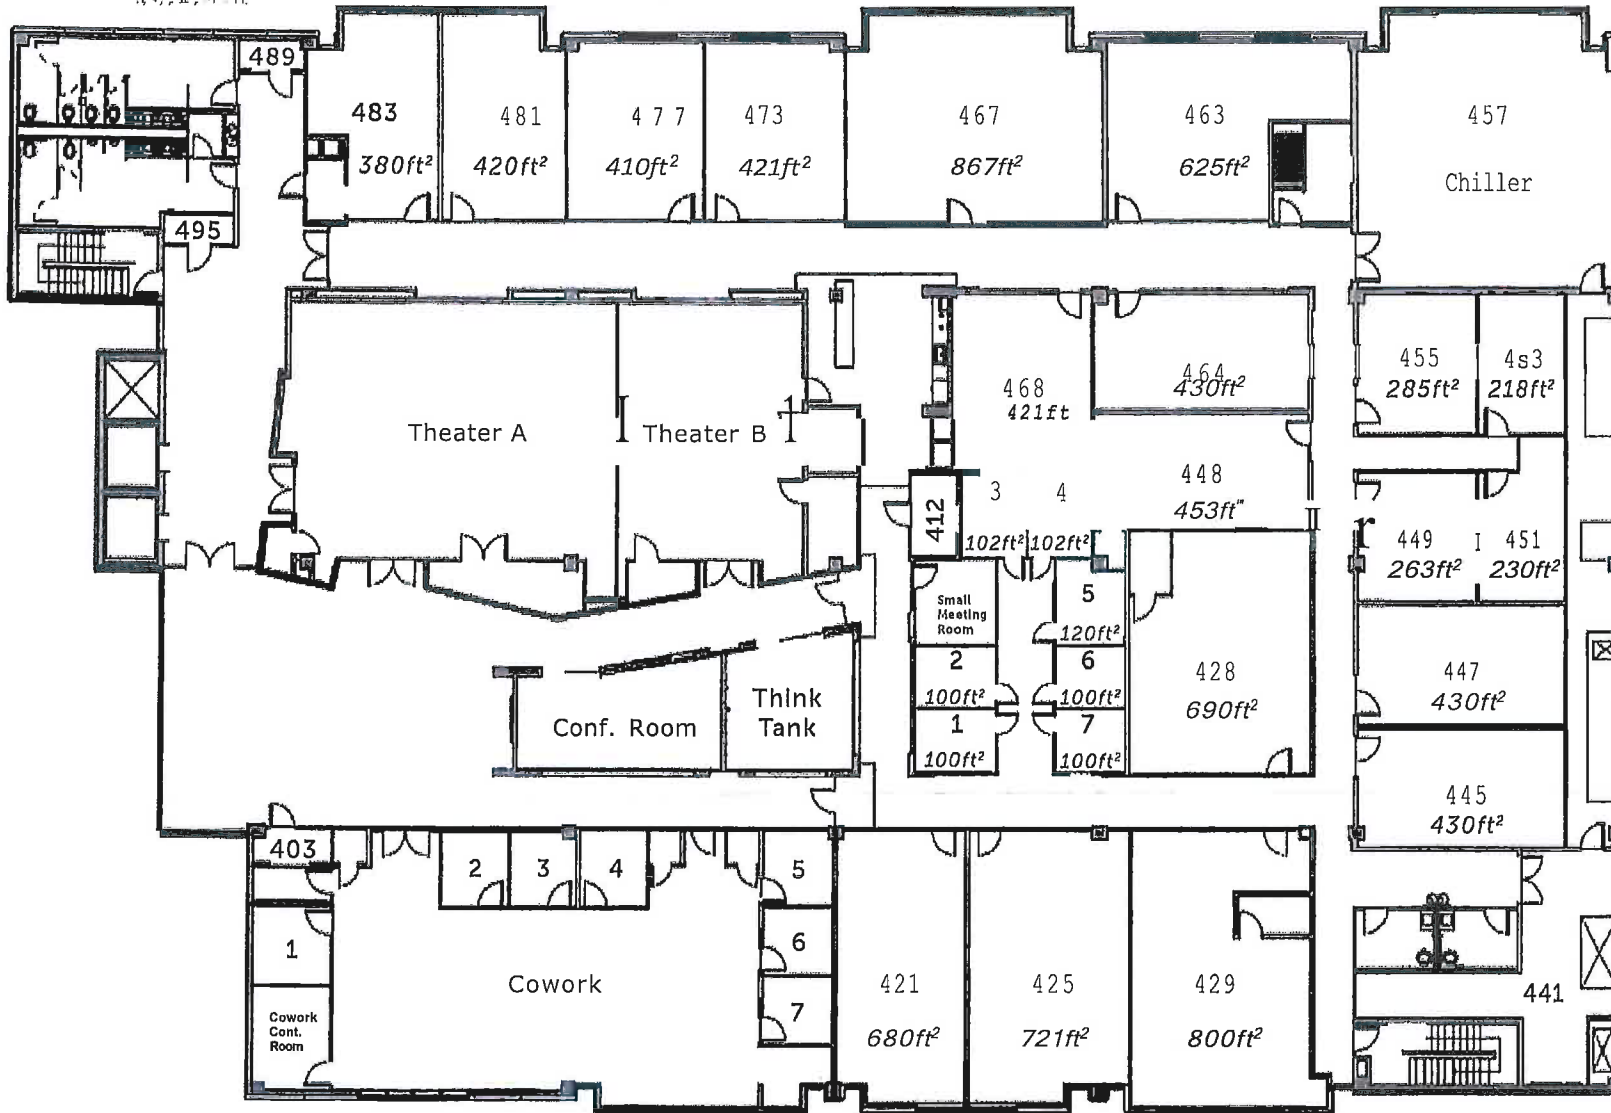 489
483
380ft²
481
420ft²
4 7 7
410ft²
473
421ft²
467
867ft²
463
625ft²
457
Chiller
495
Theater A
Theater B
468
421ft
464
430ft²
455
285ft²
4s3
218ft²
448
453ft"
3
102ft²
4
102ft²
412
449
263ft²
451
230ft²
Small
Meeting
Room
5
120ft²
2
100ft²
6
100ft²
1
100ft²
7
100ft²
428
690ft²
447
430ft²
445
430ft²
Conf. Room
Think
Tank
403
2
3
4
5
6
7
1
Cowork
Cowork
Cont.
Room
421
680ft²
425
721ft²
429
800ft²
441